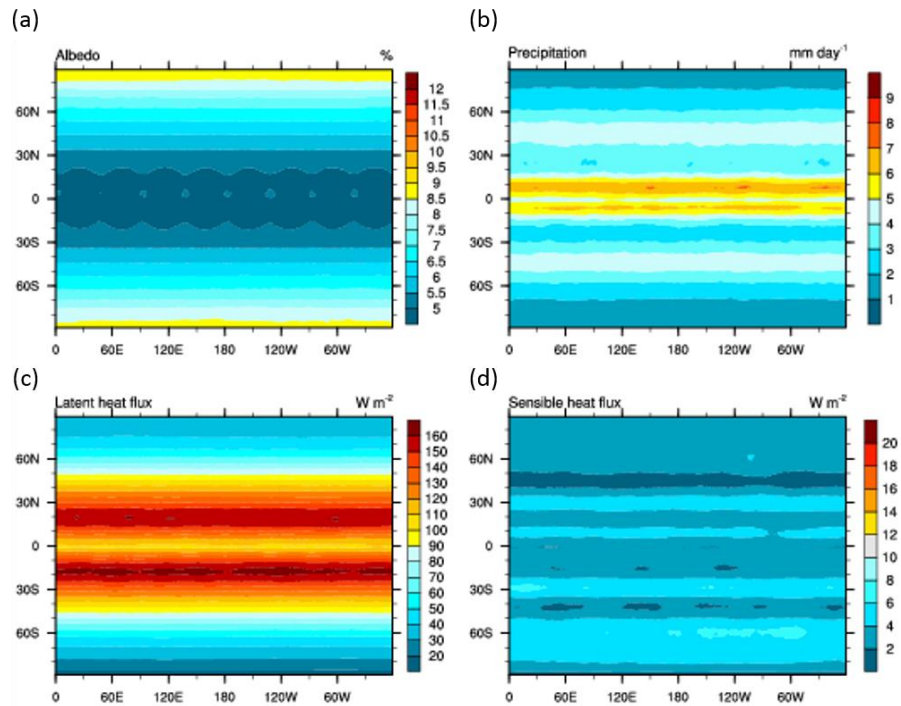 (a)
Albedo %
60N
30N
0
30S
60S
0 60E 120E 180 120W 60W
12
11.5
11
10.5
10
9.5
9
8.5
8
7.5
7
6.5
6
5.5
5
(b)
Precipitation mm day-1
60N
30N
0
30S
60S
0 60E 120E 180 120W 60W
9
8
7
6
5
4
3
2
1
(c)
Latent heat flux W m-2
60N
30N
0
30S
60S
0 60E 120E 180 120W 60W
160
150
140
130
120
110
100
90
80
70
60
50
40
30
20
(d)
Sensible heat flux W m-2
60N
30N
0
30S
60S
0 60E 120E 180 120W 60W
20
18
16
14
12
10
8
6
4
2